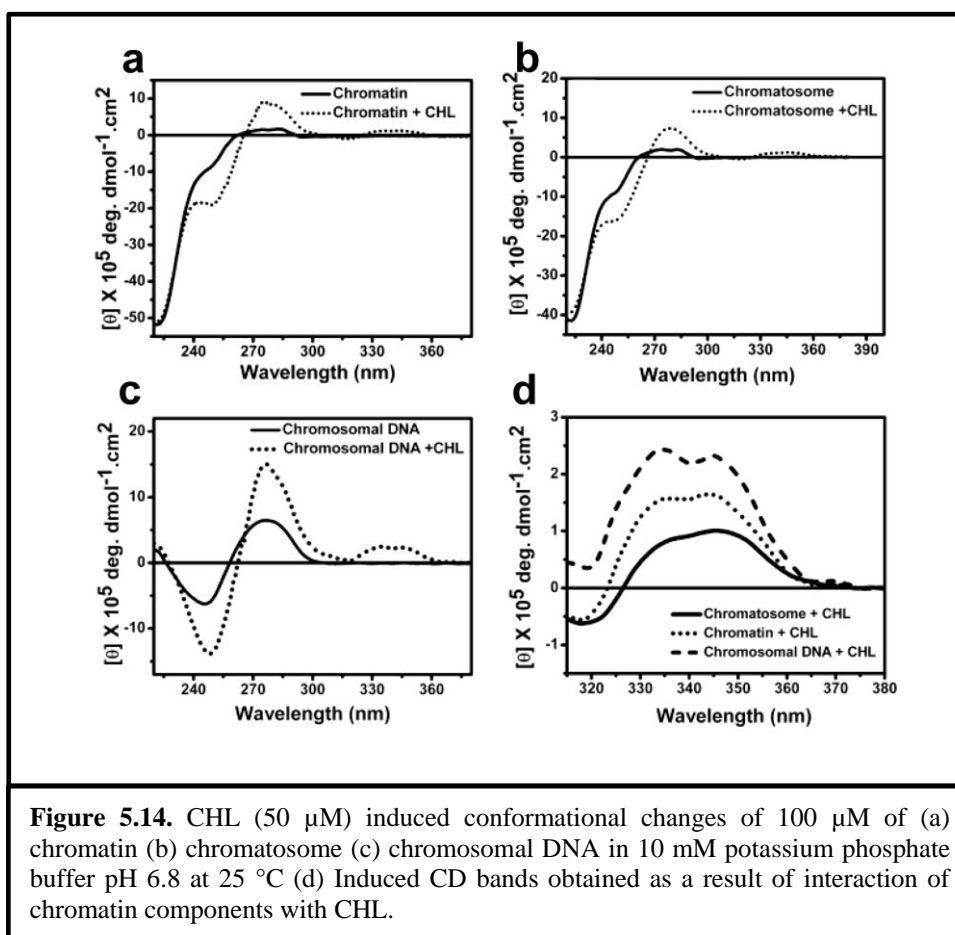 a
Chromatin
Chromatin + CHL
10
0
-10
-20
-30
-40
-50
240 270 300 330 360
Wavelength (nm)
[θ] X 10⁵ deg. dmol⁻¹.cm²
b
Chromatosome
Chromatosome +CHL
20
10
0
-10
-20
-30
-40
240 270 300 330 360 390
Wavelength (nm)
[θ] X 10⁵ deg. dmol⁻¹.cm²
c
Chromosomal DNA
Chromosomal DNA +CHL
20
10
0
-10
240 270 300 330 360
Wavelength (nm)
[θ] X 10⁵ deg. dmol⁻¹.cm²
d
3
2
1
0
-1
Chromatosome + CHL
Chromatin + CHL
Chromosomal DNA + CHL
320 330 340 350 360 370 380
Wavelength (nm)
[θ] X 10⁵ deg. dmol⁻¹.cm²
Figure 5.14. CHL (50 µM) induced conformational changes of 100 µM of (a)
chromatin (b) chromatosome (c) chromosomal DNA in 10 mM potassium phosphate
buffer pH 6.8 at 25 °C (d) Induced CD bands obtained as a result of interaction of
chromatin components with CHL.